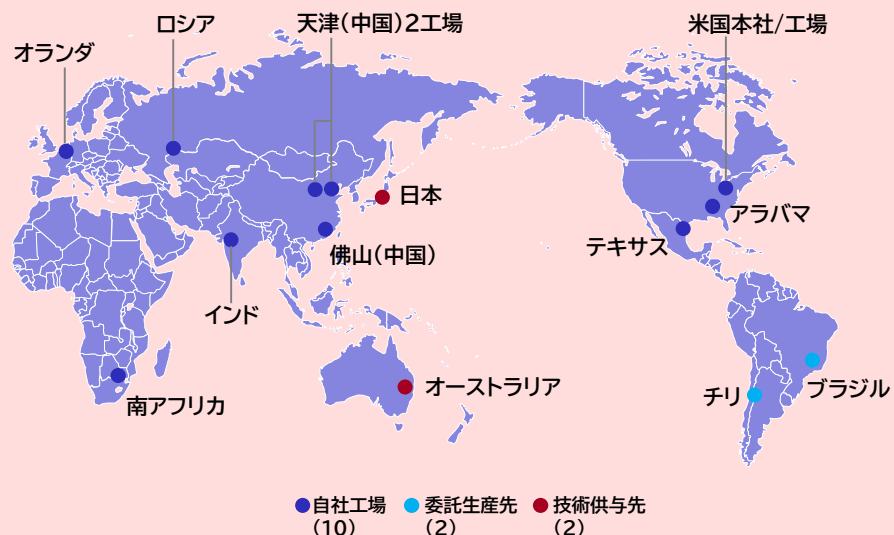 ロシア
天津(中国)2工場
米国本社/工場
オランダ
日本
アラバマ
テキサス
佛山(中国)
インド
オーストラリア
チリ
ブラジル
南アフリカ
自社工場
(10)
委託生産先
(2)
技術供与先
(2)